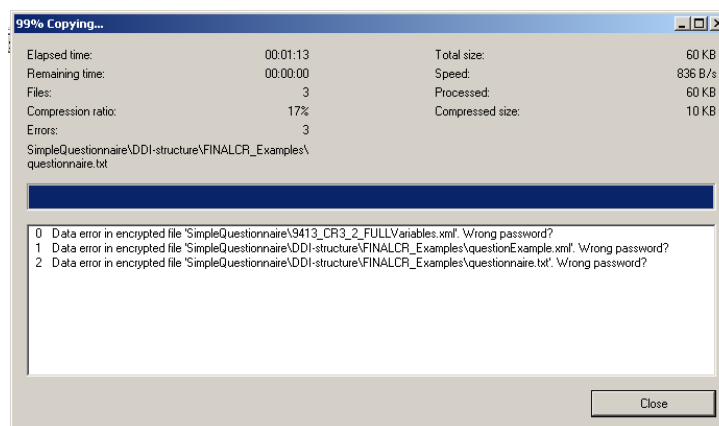 99% Copying...
Elapsed time: 00:01:13 Total size: 60 KB
Remaining time: 00:00:00 Speed: 836 B/s
Files: 3 Processed: 60 KB
Compression ratio: 17% Compressed size: 10 KB
Errors: 3
SimpleQuestionnaire\DDI-structure\FINALCR_Examples\
questionnaire.txt
0 Data error in encrypted file 'SimpleQuestionnaire\9413_CR3_2_FULLVariables.xml'. Wrong password?
1 Data error in encrypted file 'SimpleQuestionnaire\DDI-structure\FINALCR_Examples\questionExample.xml'. Wrong password?
2 Data error in encrypted file 'SimpleQuestionnaire\DDI-structure\FINALCR_Examples\questionnaire.txt'. Wrong password?
Close